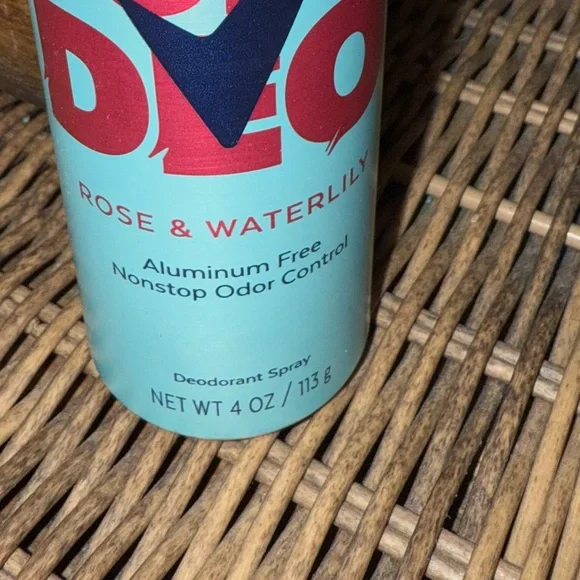 DEO
ROSE & WATERLILY
Aluminum Free
Nonstop Odor Control
Deodorant Spray
NET WT 4 OZ / 113 g